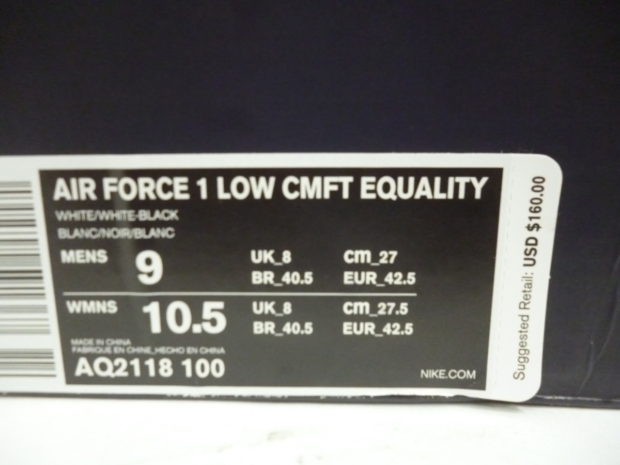 AIR FORCE 1 LOW CMFT EQUALITY
WHITE/WHITE-BLACK
BLANC/NOIR/BLANC
MENS 9 UK_8 cm_27
BR_40.5 EUR_42.5
WMNS 10.5 UK_8 cm_27.5
BR_40.5 EUR_42.5
MADE IN CHINA
FABRIQUE EN CHINE_HECHO EN CHINA
AQ2118 100
NIKE.COM
Suggested Retail: USD $160.00